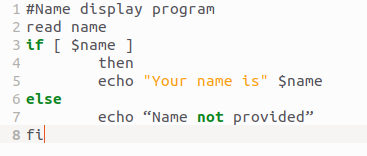 1 #Name display program
2 read name
3 if [ $name ]
4         then
5         echo "Your name is" $name
6 else
7         echo “Name not provided”
8 fi